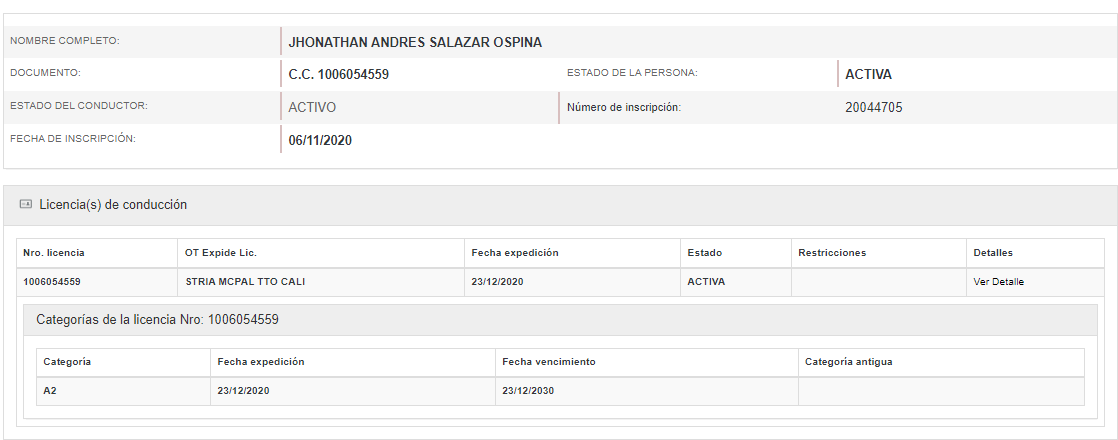 NOMBRE COMPLETO: JHONATHAN ANDRES SALAZAR OSPINA
DOCUMENTO: C.C. 1006054559 ESTADO DE LA PERSONA: ACTIVA
ESTADO DEL CONDUCTOR: ACTIVO Número de inscripción: 20044705
FECHA DE INSCRIPCIÓN: 06/11/2020
Licencia(s) de conducción
Nro. licencia OT Expide Lic. Fecha expedición Estado Restricciones Detalles
1006054559 STRIA MCPAL TTO CALI 23/12/2020 ACTIVA Ver Detalle
Categorías de la licencia Nro: 1006054559
Categoría Fecha expedición Fecha vencimiento Categoría antigua
A2 23/12/2020 23/12/2030